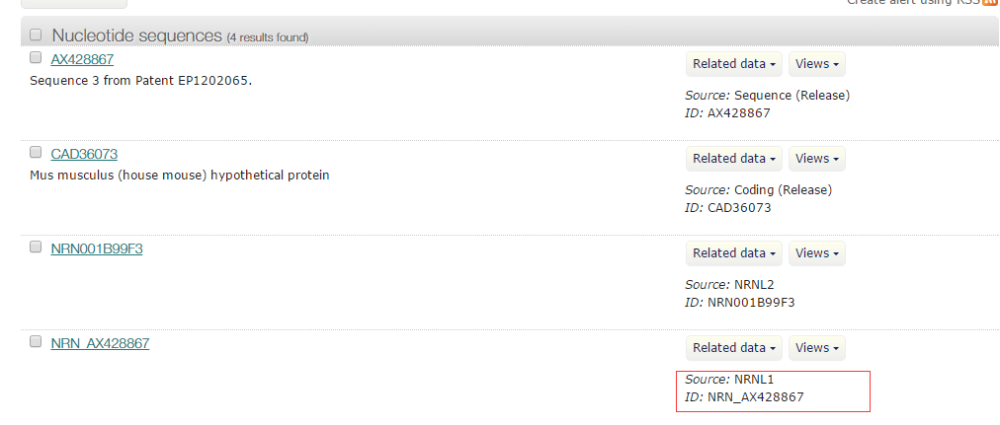 Create alert using RSS
Nucleotide sequences (4 results found)
AX428867
Related data
Views
Sequence 3 from Patent EP1202065.
Source: Sequence (Release)
ID: AX428867
CAD36073
Related data
Views
Mus musculus (house mouse) hypothetical protein
Source: Coding (Release)
ID: CAD36073
NRN001B99F3
Related data
Views
Source: NRNL2
ID: NRN001B99F3
NRN_AX428867
Related data
Views
Source: NRNL1
ID: NRN_AX428867